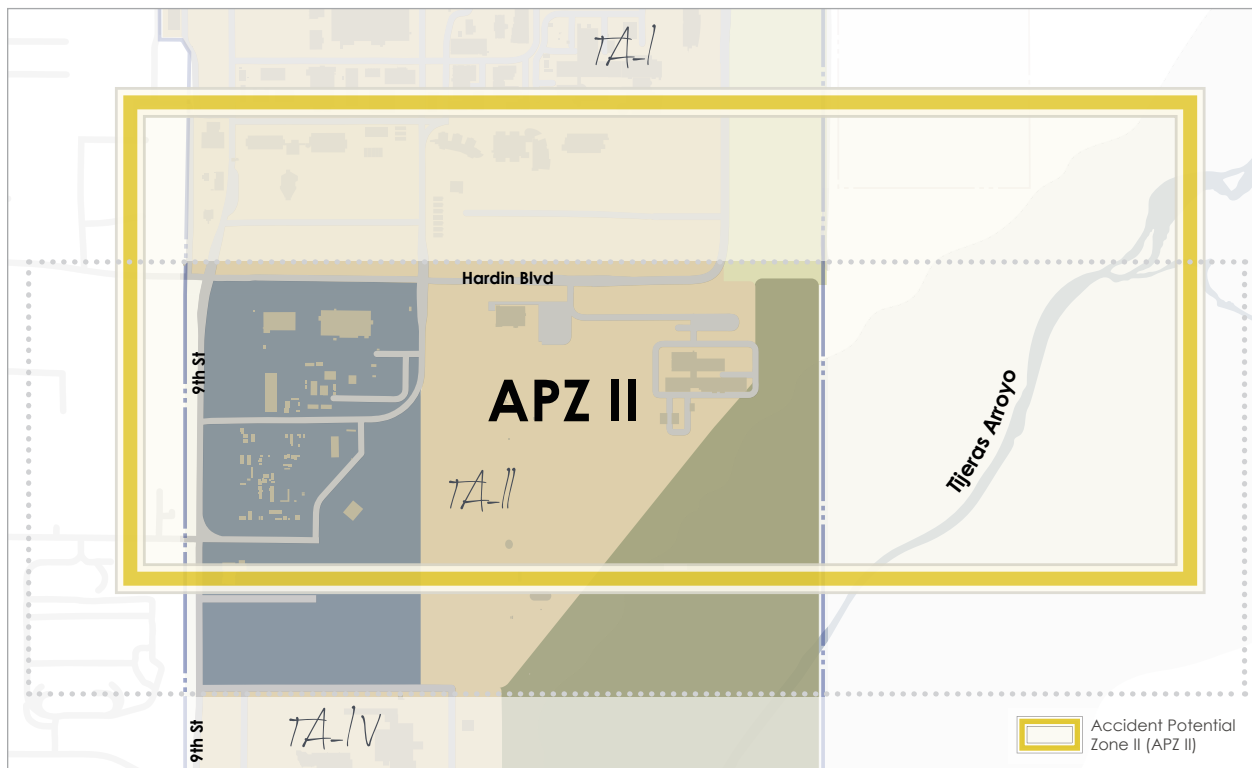 TA-I
Hardin Blvd
9th St
APZ II
Tijeras Arroyo
TA-II
TA-IV
9th St
Accident Potential
Zone II (APZ II)